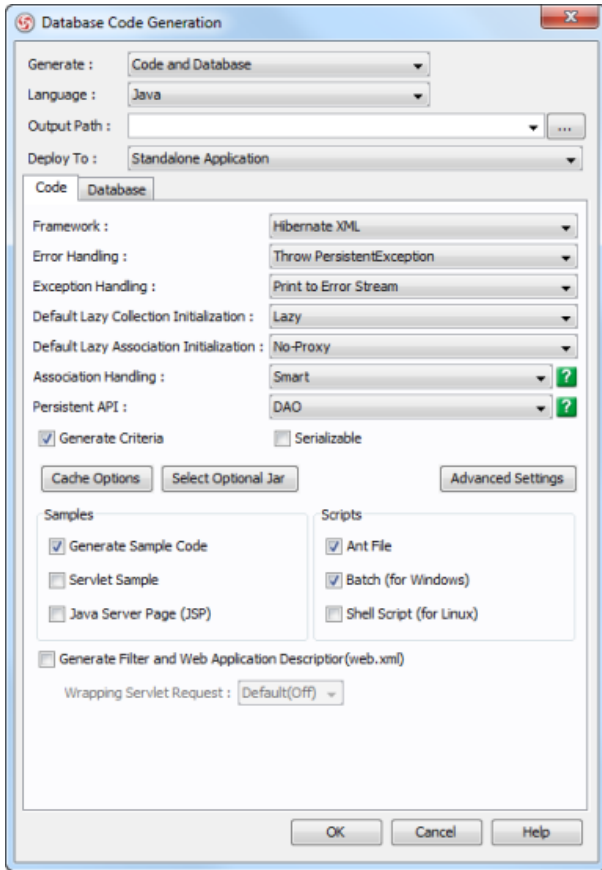 Database Code Generation
Generate : Code and Database
Language : Java
Output Path : ...
Deploy To : Standalone Application
Code Database
Framework : Hibernate XML
Error Handling : Throw PersistentException
Exception Handling : Print to Error Stream
Default Lazy Collection Initialization : Lazy
Default Lazy Association Initialization : No-Proxy
Association Handling : Smart ?
Persistent API : DAO ?
Generate Criteria Serializable
Cache Options Select Optional Jar Advanced Settings
Samples Scripts
Generate Sample Code Ant File
Servlet Sample Batch (for Windows)
Java Server Page (JSP) Shell Script (for Linux)
Generate Filter and Web Application Descriptior(web.xml)
Wrapping Servlet Request : Default(Off)
OK Cancel Help